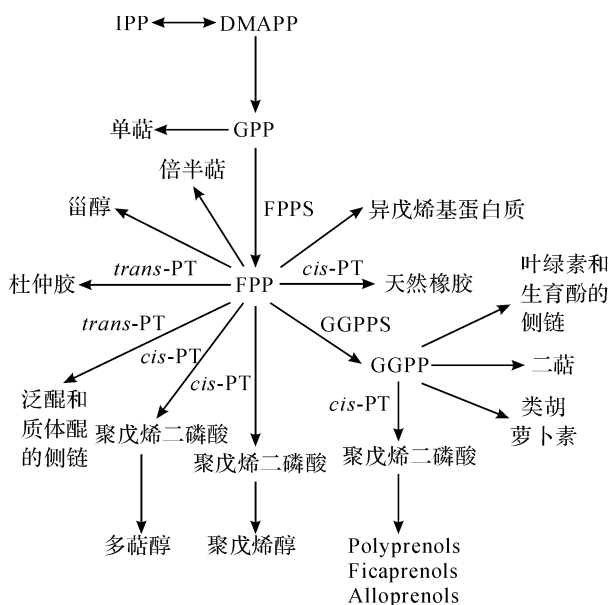 IPP DMAPP
单萜 GPP
倍半萜
FPPS
甾醇 异戊烯基蛋白质
杜仲胶 trans-PT FPP cis-PT 天然橡胶
叶绿素和
生育酚的
侧链
trans-PT
cis-PT
cis-PT
GGPPS
GGPP 二萜
cis-PT
类胡
萝卜素
泛醌和
质体醌
的侧链
聚戊烯二磷酸
聚戊烯二磷酸
聚戊烯二磷酸
多萜醇
聚戊烯醇
Polyprenols
Ficaprenols
Alloprenols